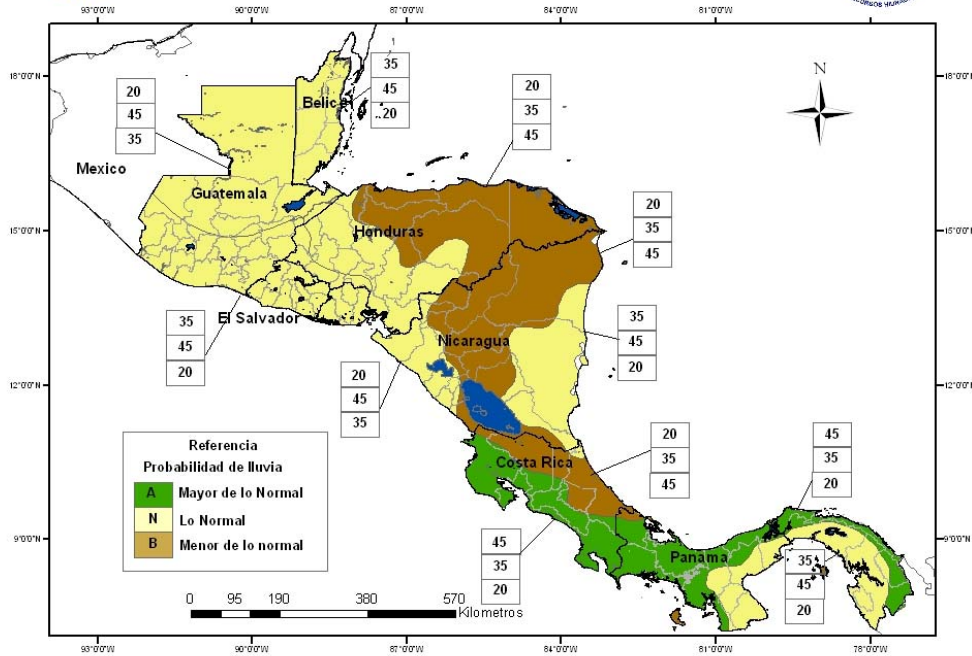 RECURSOS HIDRAU
93°0'0"W 90°0'0"W 87°0'0"W 84°0'0"W 81°0'0"W 78°0'0"W
18°0'0"N 18°0'0"N
15°0'0"N 15°0'0"N
12°0'0"N 12°0'0"N
9°0'0"N 9°0'0"N
N
35
45
20
20
45
35
20
35
45
Belice
Mexico
Guatemala
Honduras
20
35
45
El Salvador
35
45
20
Nicaragua
35
45
20
20
45
35
Costa Rica
20
35
45
45
35
20
45
35
20
Panama
35
45
20
Referencia
Probabilidad de lluvia
A Mayor de lo Normal
N Lo Normal
B Menor de lo normal
0 95 190 380 570
Kilometros
93°0'0"W 90°0'0"W 87°0'0"W 84°0'0"W 81°0'0"W 78°0'0"W